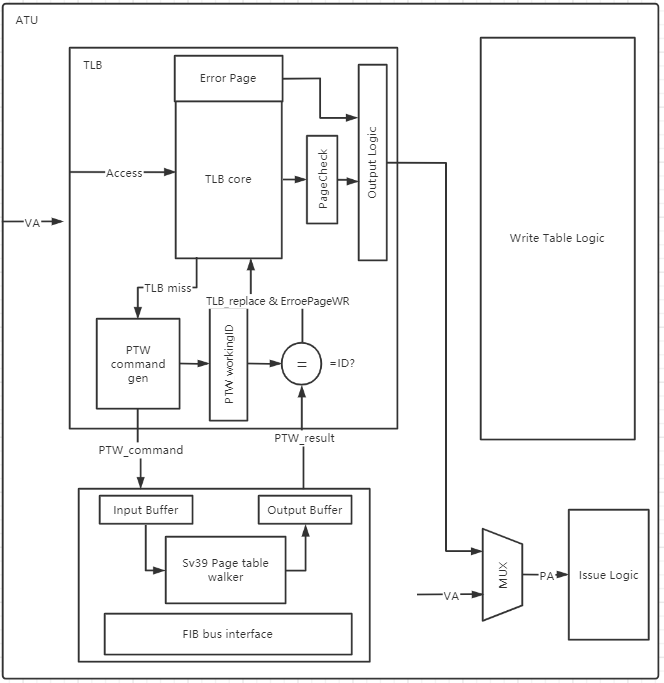 ATU
TLB
Error Page
Access
TLB core
PageCheck
Output Logic
Write Table Logic
VA
TLB miss
TLB_replace & ErroePageWR
PTW
command
gen
PTW workingID
=
=ID?
PTW_command
PTW_result
Input Buffer
Output Buffer
Sv39 Page table
walker
FIB bus interface
VA
MUX
PA
Issue Logic